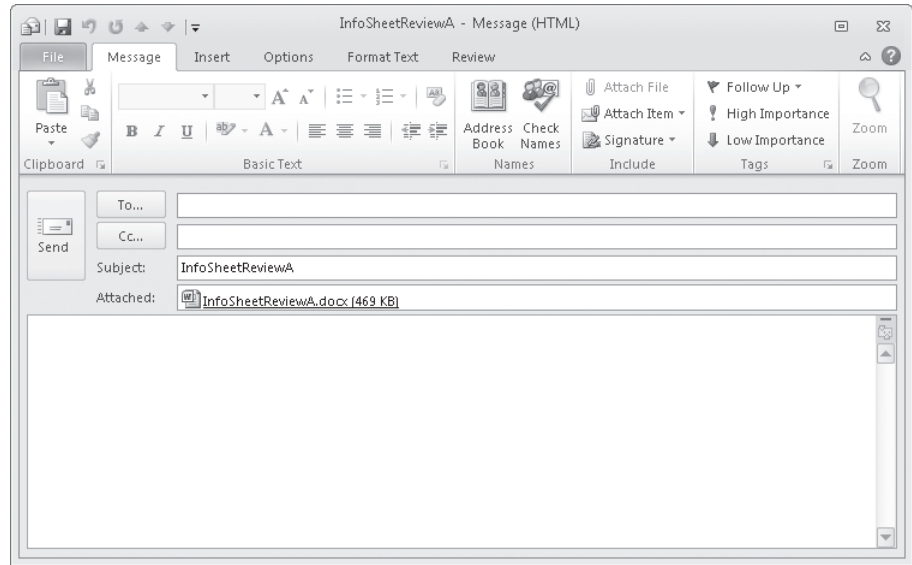 InfoSheetReviewA - Message (HTML)
File Message Insert Options Format Text Review
Attach File Follow Up
Attach Item High Importance
Paste B I U A Address Book Check Names Signature Low Importance Zoom
Clipboard Basic Text Names Include Tags Zoom
To...
Cc...
Send
Subject: InfoSheetReviewA
Attached: InfoSheetReviewA.docx (469 KB)